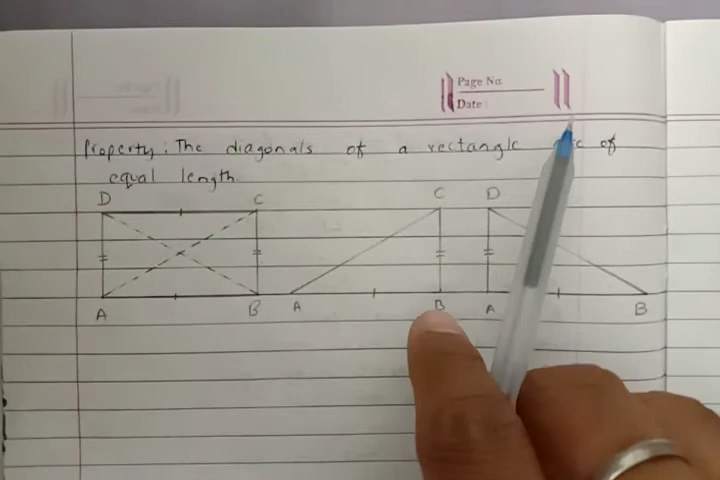 Page No.
Date :
Property : The diagonals of a rectangle of
equal length.
D C C D
A B A B A B